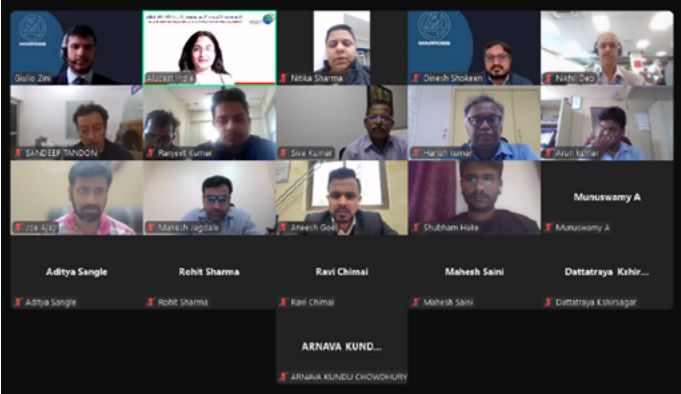 MARPOSS
MARPOSS
Giulio Zini
Nitika Sharma
Dinesh Shokeen
Nikhil Deo
SANDEEP TANDON
Ranjeet Kumar
Siva Kumar
Harish kumar
Arun kumar
Joe Ajay
Mahesh Jagdale
Aneesh Goel
Shubham Hake
Munuswamy A
Munuswamy A
Aditya Sangle
Rohit Sharma
Ravi Chimai
Mahesh Saini
Dattatraya Kshir...
Aditya Sangle
Rohit Sharma
Ravi Chimai
Mahesh Saini
Dattatraya Kshirsagar
ARNAVA KUND...
ARNAVA KUNDU CHOWDHURY